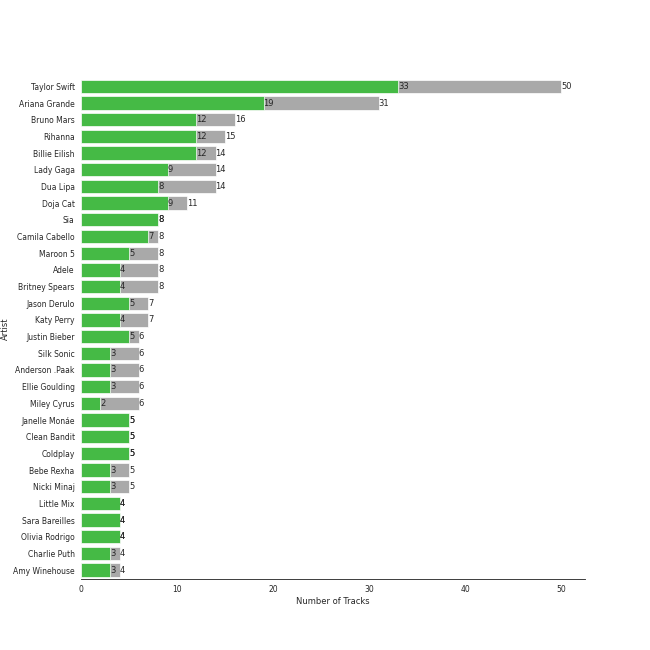 Taylor Swift 33 50
Ariana Grande 19 31
Bruno Mars 12 16
Rihanna 12 15
Billie Eilish 12 14
Lady Gaga 9 14
Dua Lipa 8 14
Doja Cat 9 11
Sia 8
Camila Cabello 7 8
Maroon 5 5 8
Adele 4 8
Britney Spears 4 8
Jason Derulo 5 7
Katy Perry 4 7
Justin Bieber 5 6
Silk Sonic 3 6
Anderson .Paak 3 6
Ellie Goulding 3 6
Miley Cyrus 2 6
Janelle Monáe 5
Clean Bandit 5
Coldplay 5
Bebe Rexha 3 5
Nicki Minaj 3 5
Little Mix 4
Sara Bareilles 4
Olivia Rodrigo 4
Charlie Puth 3 4
Amy Winehouse 3 4
Artist
0 10 20 30 40 50
Number of Tracks